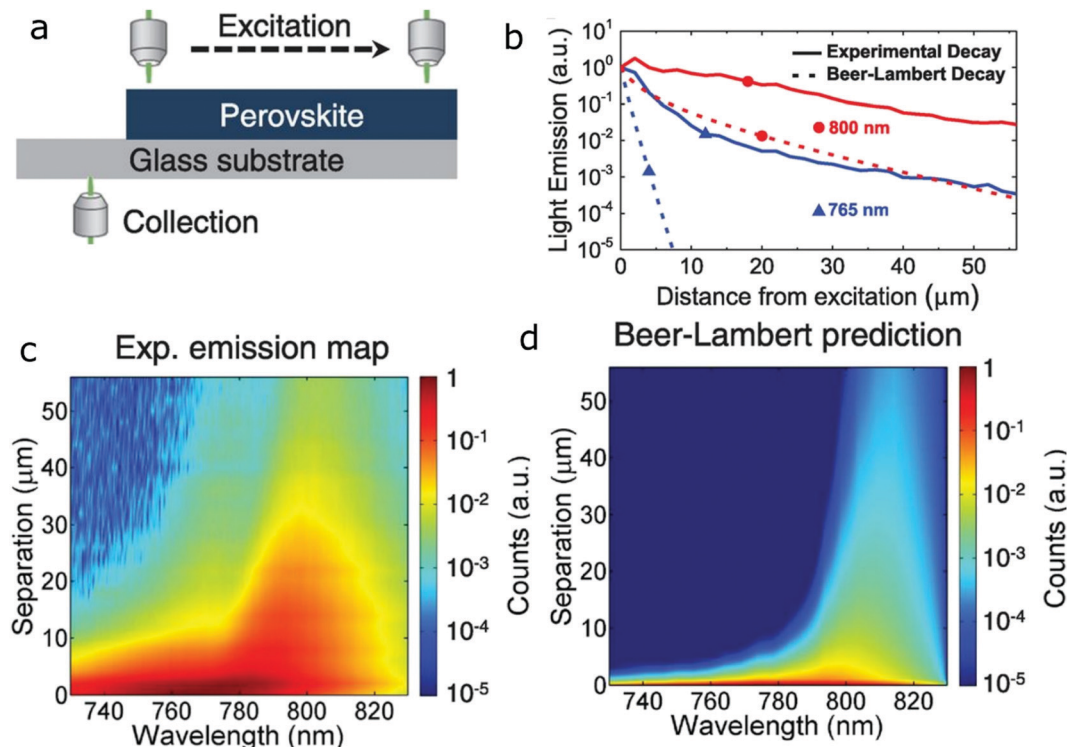 a
Excitation
Perovskite
Glass substrate
Collection
b
Light Emission (a.u.)
10^1
10^0
10^-1
10^-2
10^-3
10^-4
10^-5
Experimental Decay
Beer-Lambert Decay
800 nm
765 nm
0 10 20 30 40 50
Distance from excitation (μm)
c
Exp. emission map
Separation (μm)
50
40
30
20
10
0
740 760 780 800 820
Wavelength (nm)
1
10^-1
10^-2
10^-3
10^-4
10^-5
Counts (a.u.)
d
Beer-Lambert prediction
Separation (μm)
50
40
30
20
10
0
740 760 780 800 820
Wavelength (nm)
1
10^-1
10^-2
10^-3
10^-4
10^-5
Counts (a.u.)